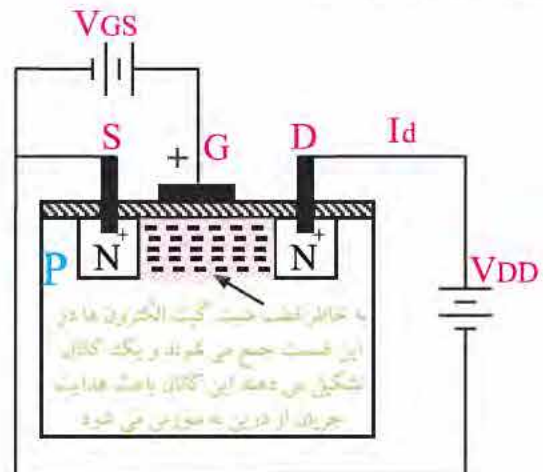 VGS
S
+
G
D
Id
P
N+
N+
VDD
به خاطر قطب مثبت گیت الکترون ها در
این قسمت جمع می شوند و یک کانال
تشکیل می دهند این کانال باعث هدایت
جریان از درین به سورس می شود